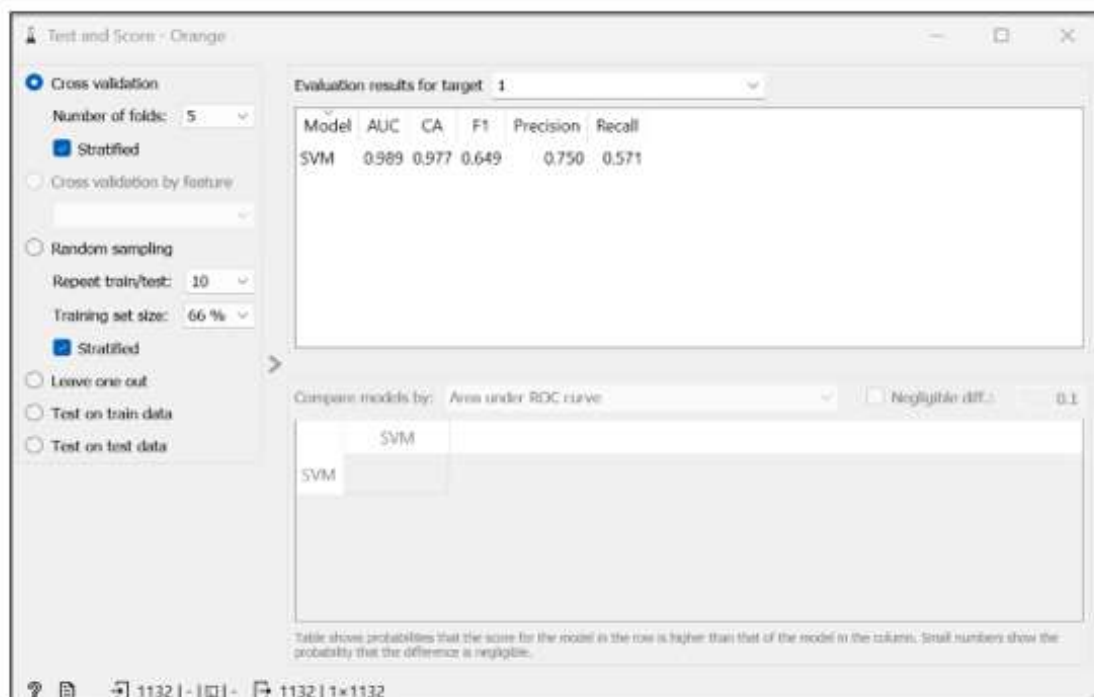 Test and Score - Orange
Cross validation
Number of folds: 5
Stratified
Cross validation by feature
Random sampling
Repeat train/test: 10
Training set size: 66 %
Stratified
Leave one out
Test on train data
Test on test data
Evaluation results for target 1
Model AUC CA F1 Precision Recall
SVM 0.989 0.977 0.649 0.750 0.571
Compare models by: Area under ROC curve Negligible diff.: 0.1
SVM
SVM
Table shows probabilities that the score for the model in the row is higher than that of the model in the column. Small numbers show the
probability that the difference is negligible.
1132 | - | - 1132 | 1×1132